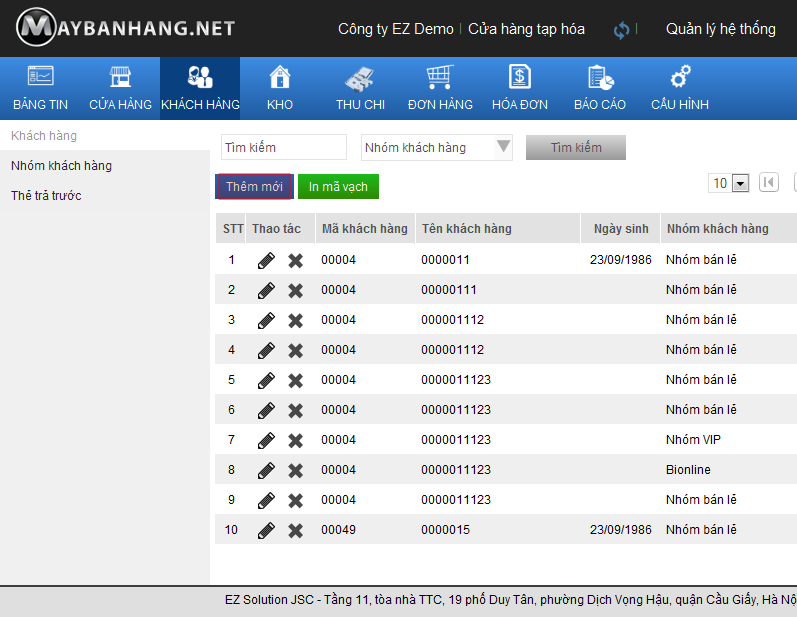 MAYBANHANG.NET Công ty EZ Demo | Cửa hàng tạp hóa | Quản lý hệ thống
BẢNG TIN CỬA HÀNG KHÁCH HÀNG KHO THU CHI ĐƠN HÀNG HÓA ĐƠN BÁO CÁO CẤU HÌNH
Khách hàng
Nhóm khách hàng
Thẻ trả trước
Tìm kiếm Nhóm khách hàng Tìm kiếm
Thêm mới In mã vạch 10
STT Thao tác Mã khách hàng Tên khách hàng Ngày sinh Nhóm khách hàng
1 00004 0000011 23/09/1986 Nhóm bán lẻ
2 00004 00000111 Nhóm bán lẻ
3 00004 000001112 Nhóm bán lẻ
4 00004 000001112 Nhóm bán lẻ
5 00004 0000011123 Nhóm bán lẻ
6 00004 0000011123 Nhóm bán lẻ
7 00004 0000011123 Nhóm VIP
8 00004 0000011123 Bionline
9 00004 0000011123 Nhóm bán lẻ
10 00049 0000015 23/09/1986 Nhóm bán lẻ
EZ Solution JSC - Tầng 11, tòa nhà TTC, 19 phố Duy Tân, phường Dịch Vọng Hậu, quận Cầu Giấy, Hà Nộ